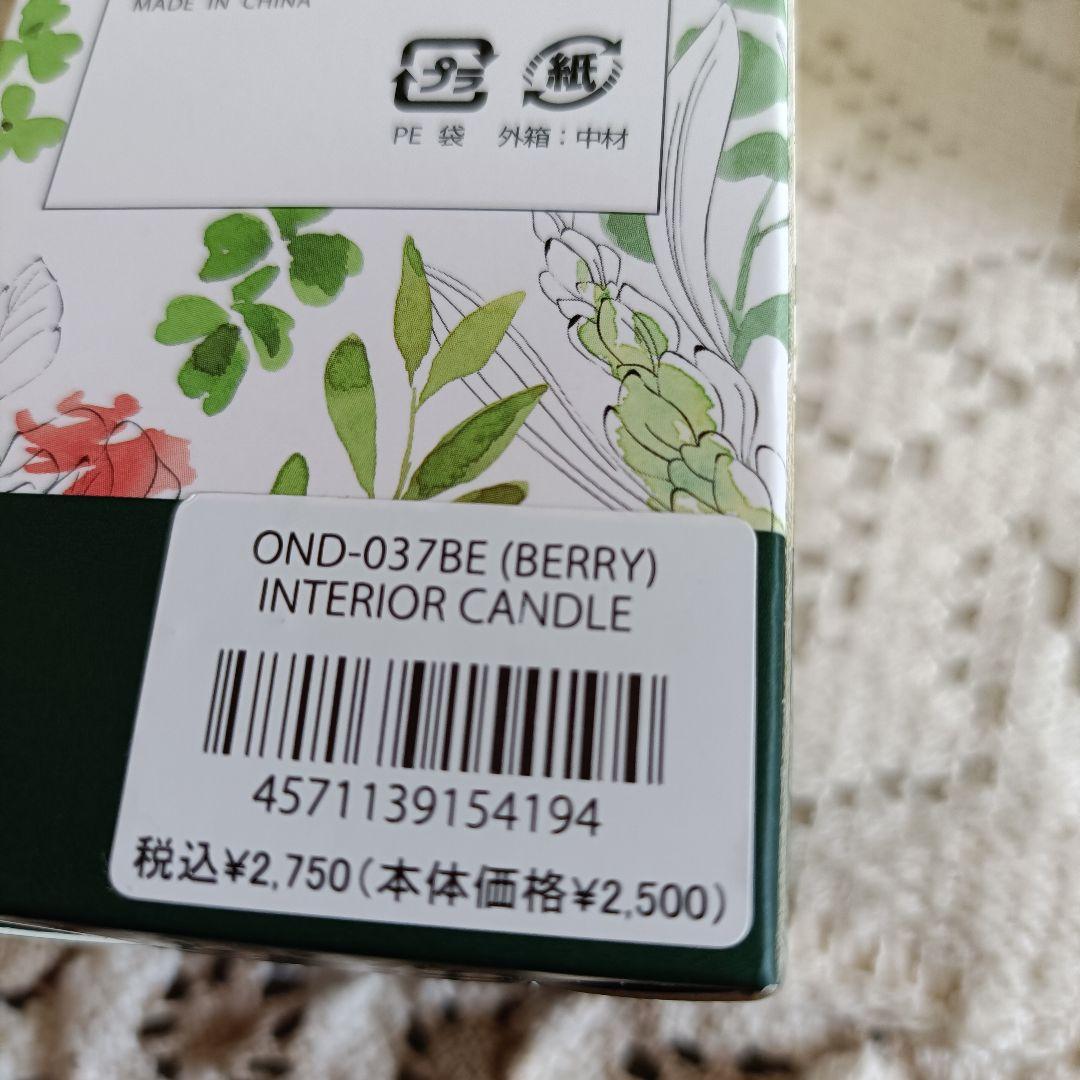 MADE IN CHINA
プラ 紙
PE 袋 外箱：中材
OND-037BE (BERRY)
INTERIOR CANDLE
4571139154194
税込¥2,750(本体価格¥2,500)